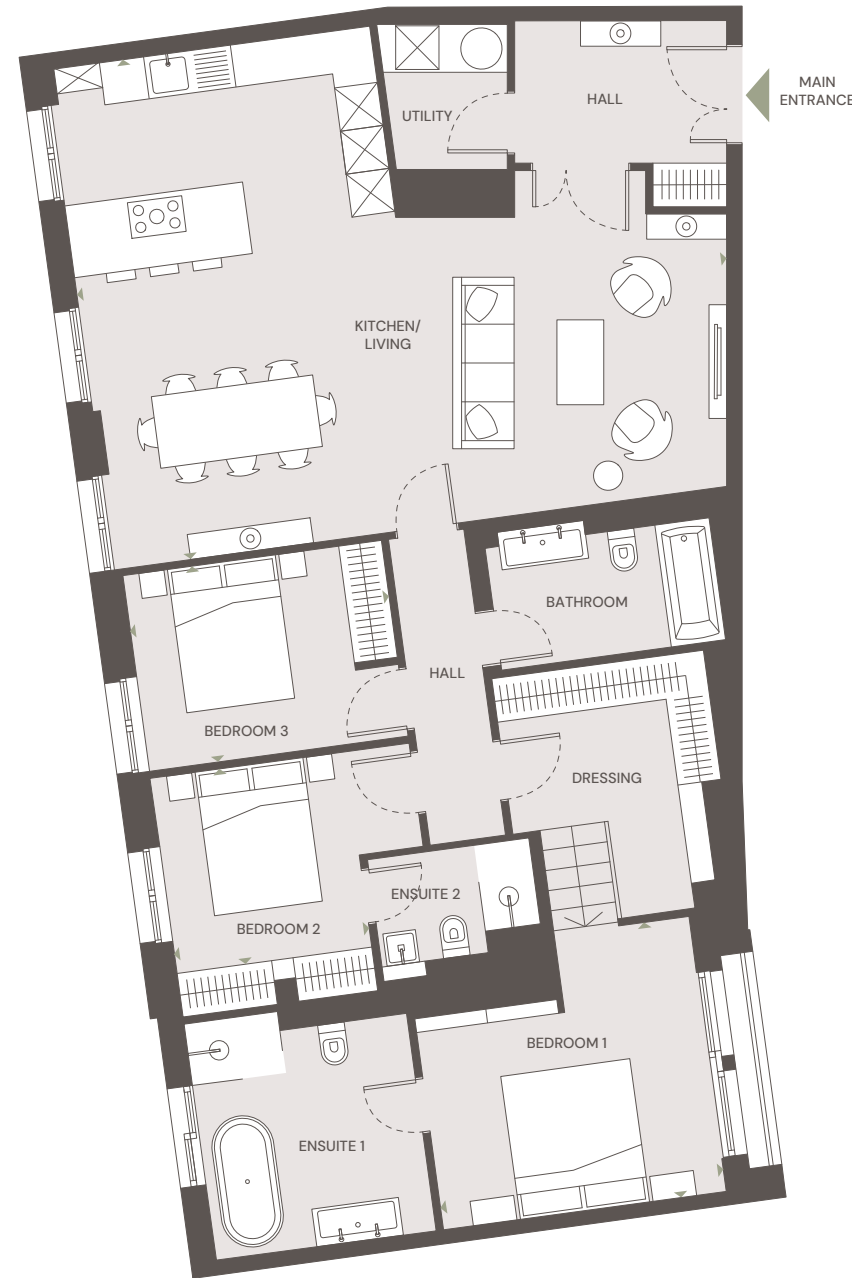 MAIN
ENTRANCE
HALL
UTILITY
KITCHEN/
LIVING
BATHROOM
HALL
BEDROOM 3
DRESSING
ENSUITE 2
BEDROOM 2
BEDROOM 1
ENSUITE 1